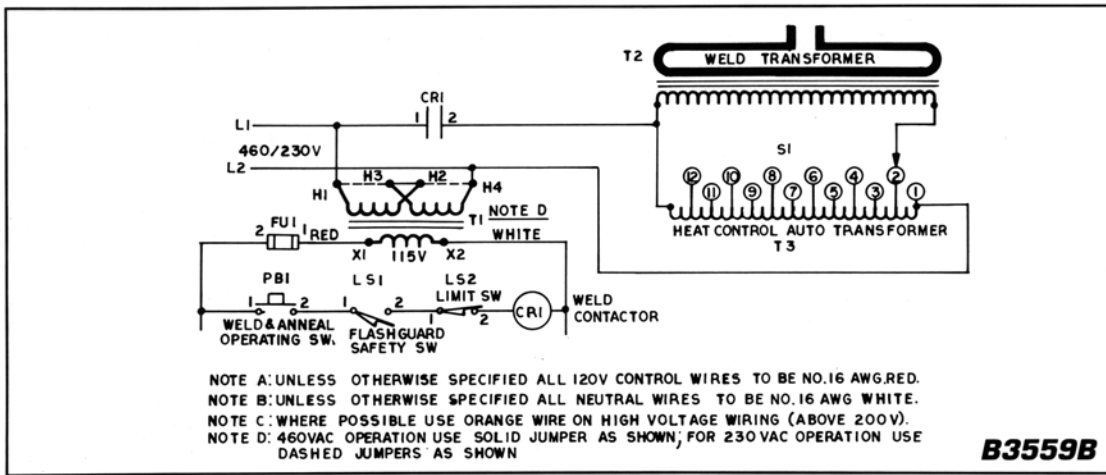 T2 WELD TRANSFORMER
CR1
1 2
L1
S1
460/230V
L2
H1 H3 H2 H4
12 11 10 9 8 7 6 5 4 3 2 1
T1 NOTE D
HEAT CONTROL AUTO TRANSFORMER
T3
FU1
2 1 RED
X1 115V X2
WHITE
PB1
1 2
WELD & ANNEAL
OPERATING SW.
LS1
1 2
FLASH GUARD
SAFETY SW
LS2
LIMIT SW
1 2
CR1
WELD
CONTACTOR
NOTE A: UNLESS OTHERWISE SPECIFIED ALL 120V CONTROL WIRES TO BE NO.16 AWG,RED.
NOTE B: UNLESS OTHERWISE SPECIFIED ALL NEUTRAL WIRES TO BE NO.16 AWG WHITE.
NOTE C: WHERE POSSIBLE USE ORANGE WIRE ON HIGH VOLTAGE WIRING (ABOVE 200V).
NOTE D: 460VAC OPERATION USE SOLID JUMPER AS SHOWN; FOR 230 VAC OPERATION USE
DASHED JUMPERS AS SHOWN
B3559B